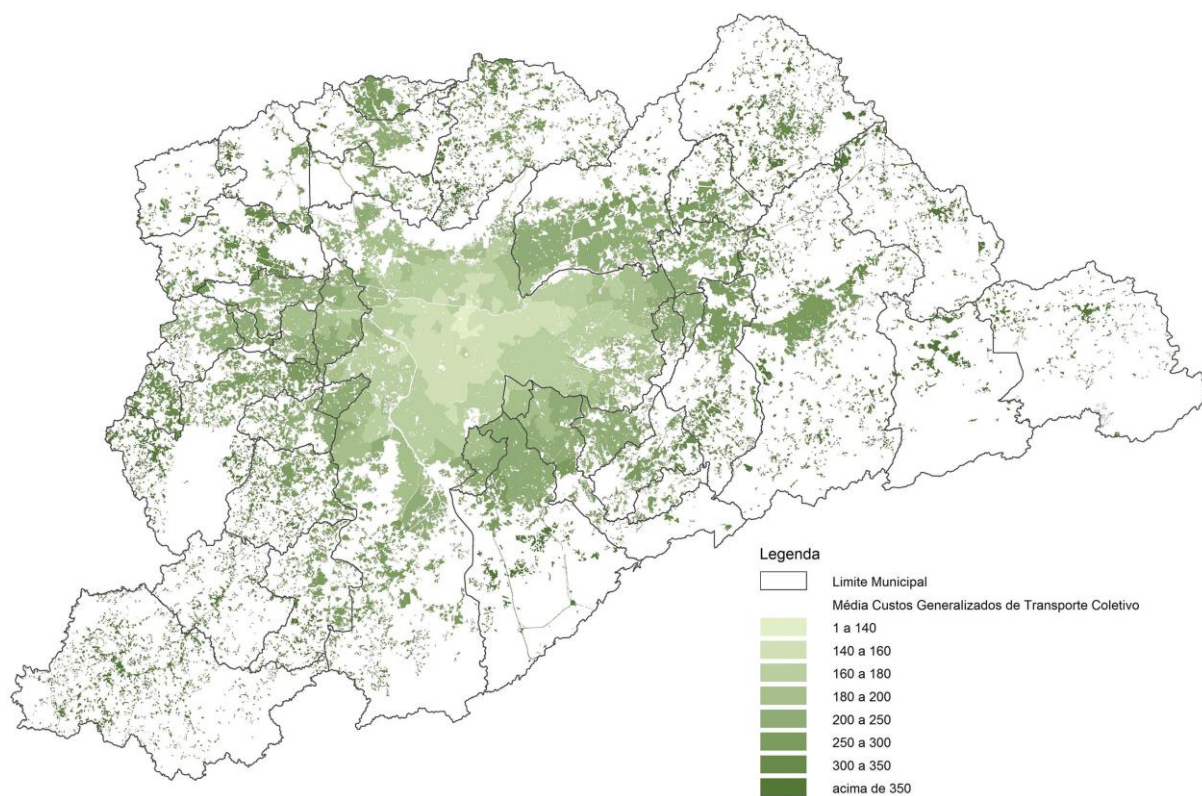 Legenda
Limite Municipal
Média Custos Generalizados de Transporte Coletivo
1 a 140
140 a 160
160 a 180
180 a 200
200 a 250
250 a 300
300 a 350
acima de 350